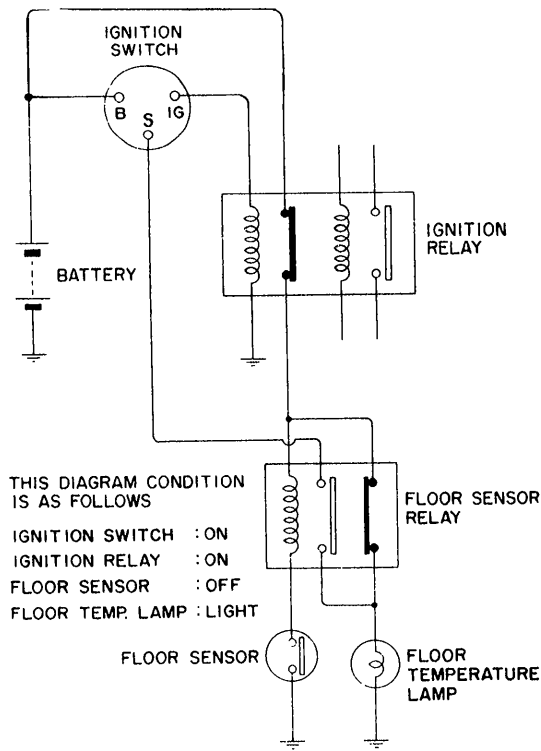 IGNITION
SWITCH
B
S
IG
IGNITION
RELAY
BATTERY
THIS DIAGRAM CONDITION
IS AS FOLLOWS
IGNITION SWITCH : ON
IGNITION RELAY : ON
FLOOR SENSOR : OFF
FLOOR TEMP. LAMP : LIGHT
FLOOR SENSOR
RELAY
FLOOR SENSOR
FLOOR
TEMPERATURE
LAMP